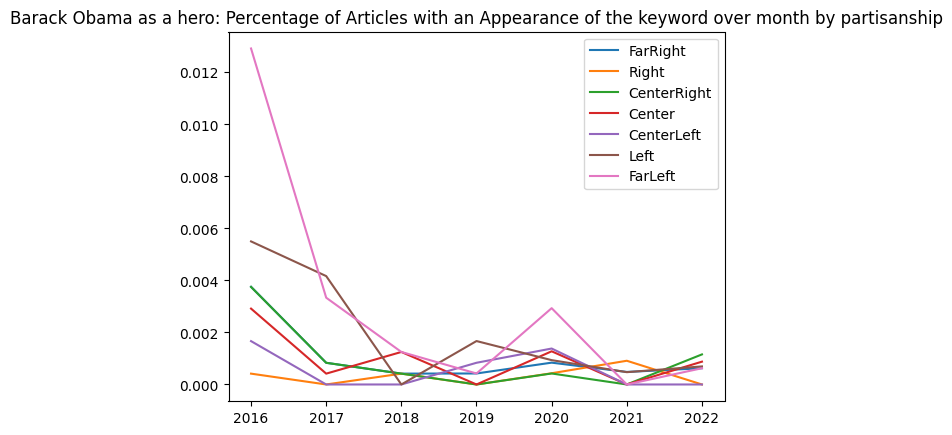 Barack Obama as a hero: Percentage of Articles with an Appearance of the keyword over month by partisanship
FarRight
Right
CenterRight
Center
CenterLeft
Left
FarLeft
0.012
0.010
0.008
0.006
0.004
0.002
0.000
2016 2017 2018 2019 2020 2021 2022